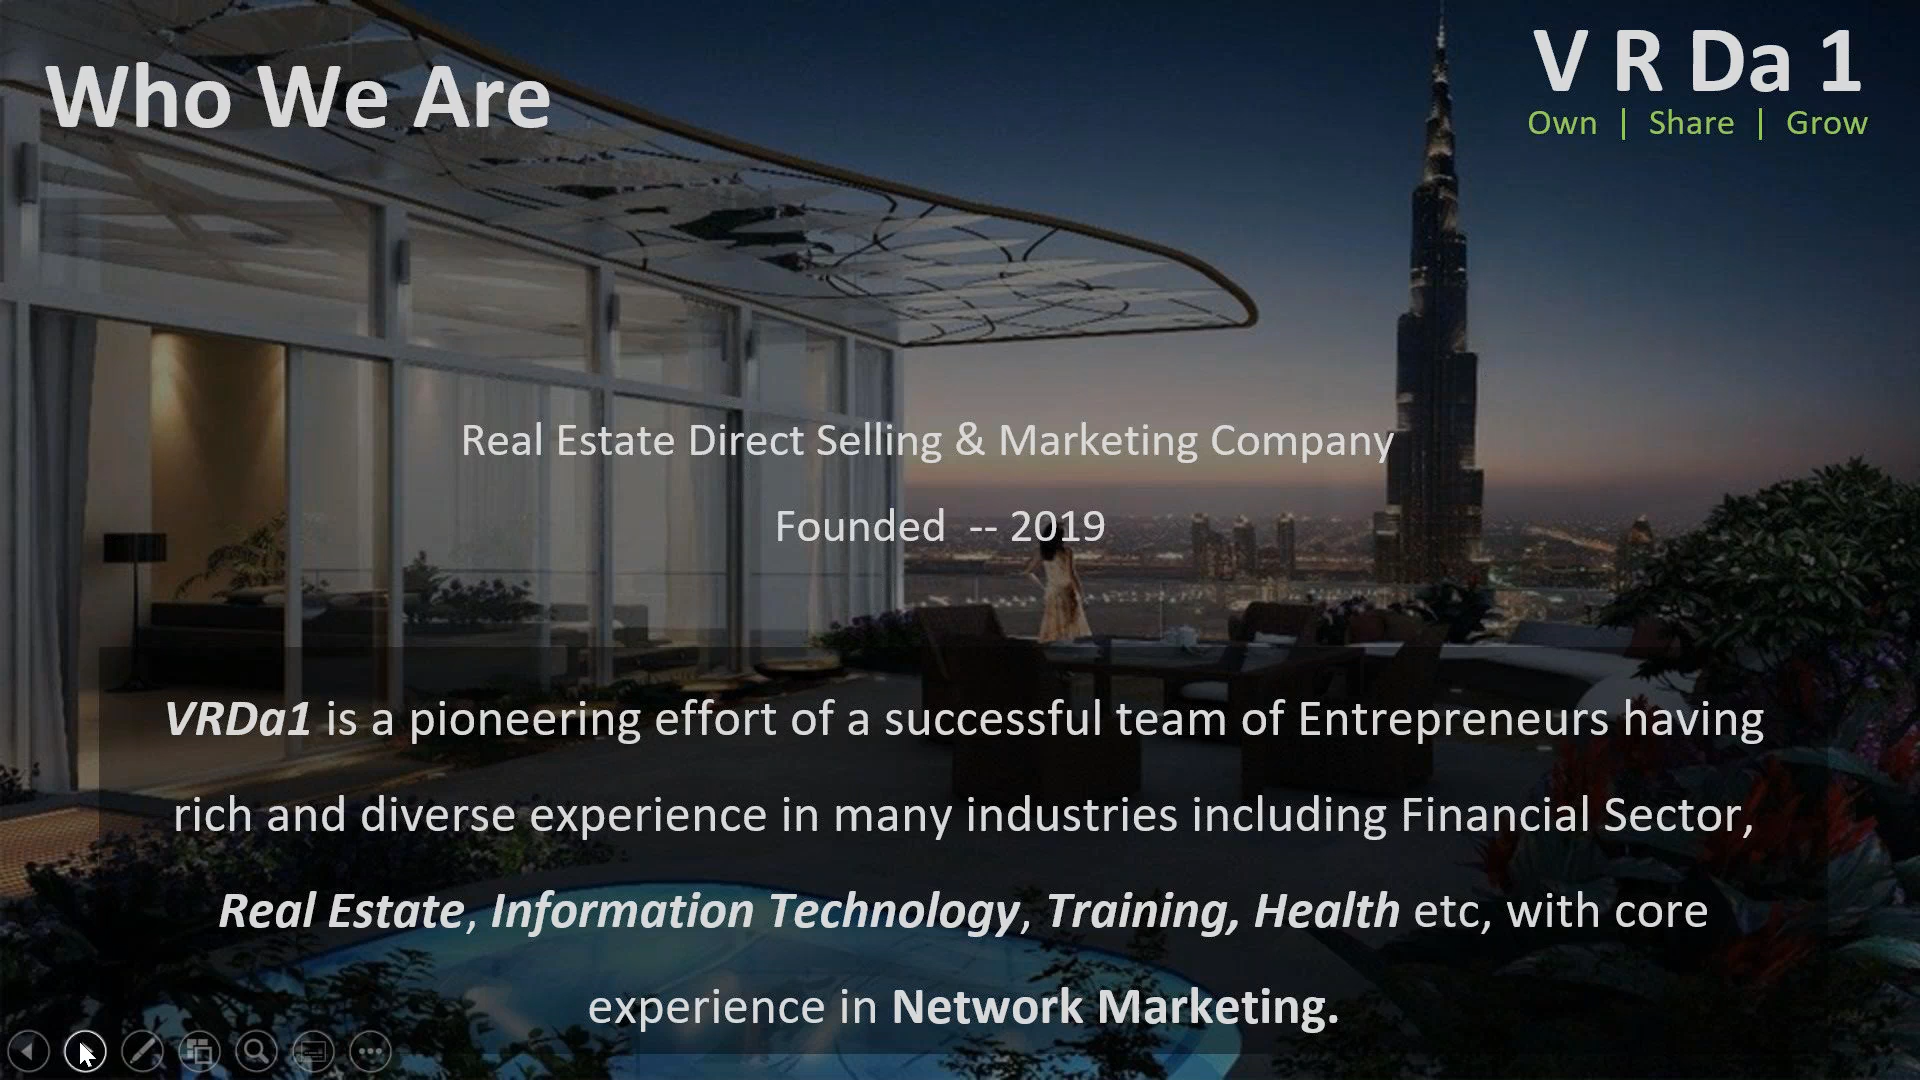 Who We Are
V R Da 1
Own | Share | Grow
Real Estate Direct Selling & Marketing Company
Founded -- 2019
VRDa1 is a pioneering effort of a successful team of Entrepreneurs having
rich and diverse experience in many industries including Financial Sector,
Real Estate, Information Technology, Training, Health etc, with core
experience in Network Marketing.